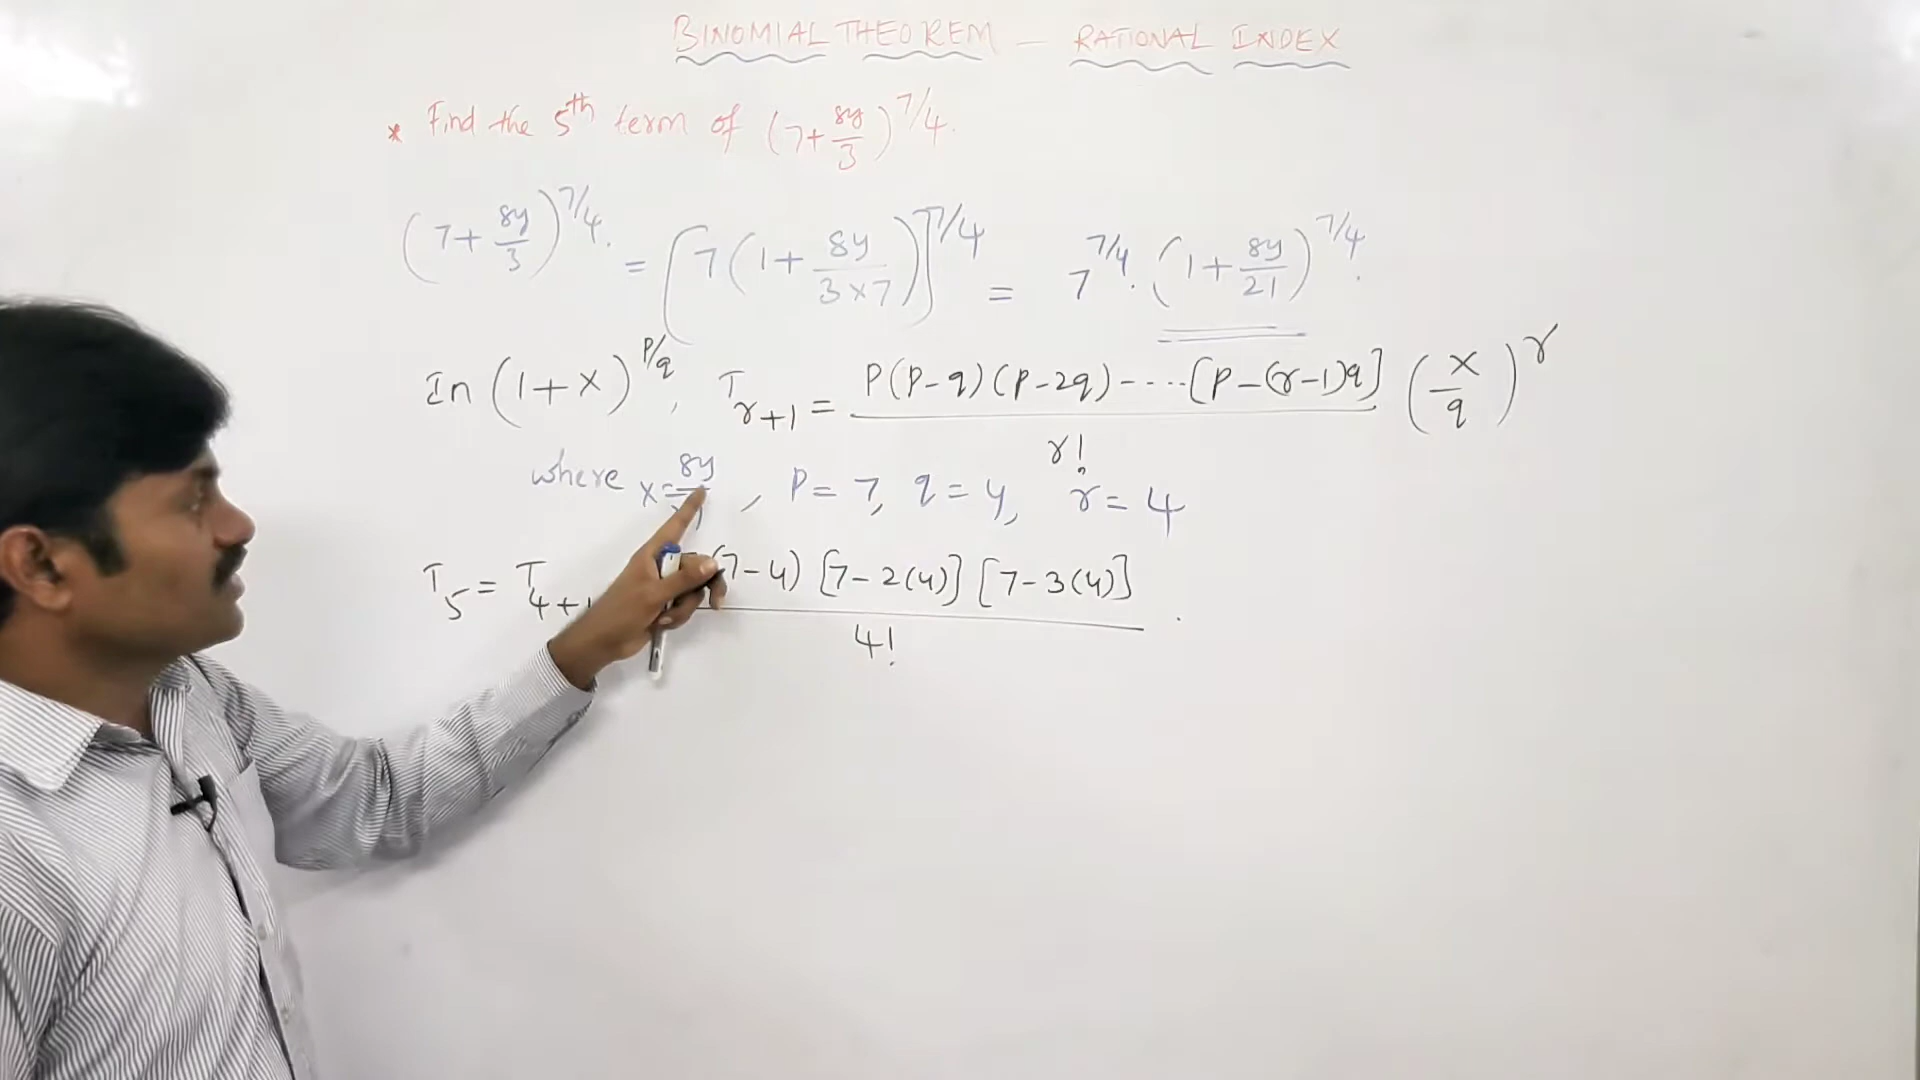 BINOMIAL THEOREM — RATIONAL INDEX
* Find the 5th term of (7+8y/3)^7/4.
(7+8y/3)^7/4. = [7(1+8y/3×7)]^7/4 = 7^7/4. (1+8y/21)^7/4.
In (1+x)^p/q, T_r+1 = P(P-q)(P-2q)-....[P-(r-1)q]/r! (x/q)^r
where x=8y, P=7, q=4, r=4
T_5 = T_4+1 (7-4) [7-2(4)] [7-3(4)]/4! .